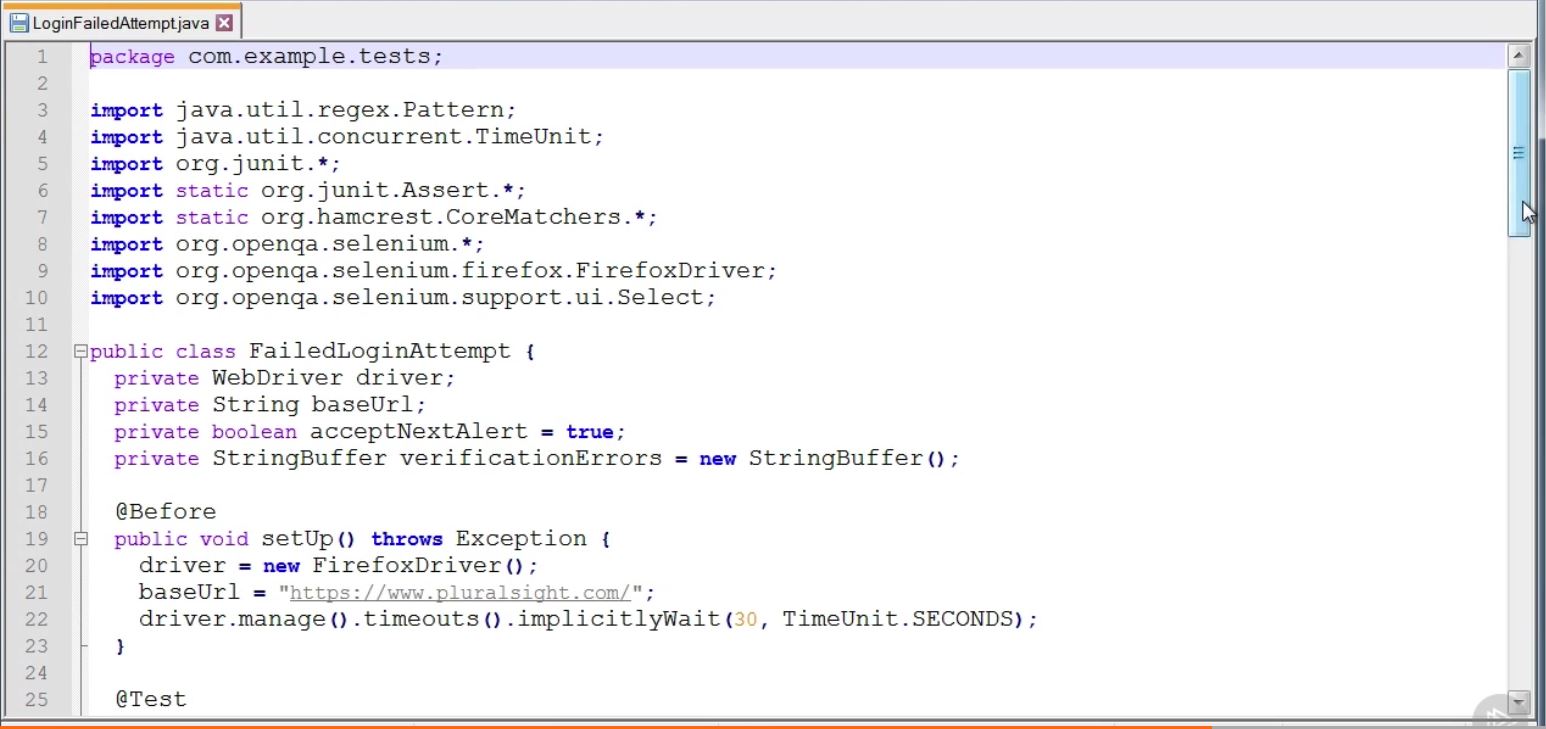 LoginFailedAttempt.java
1 package com.example.tests;
2
3 import java.util.regex.Pattern;
4 import java.util.concurrent.TimeUnit;
5 import org.junit.*;
6 import static org.junit.Assert.*;
7 import static org.hamcrest.CoreMatchers.*;
8 import org.openqa.selenium.*;
9 import org.openqa.selenium.firefox.FirefoxDriver;
10 import org.openqa.selenium.support.ui.Select;
11
12 public class FailedLoginAttempt {
13   private WebDriver driver;
14   private String baseUrl;
15   private boolean acceptNextAlert = true;
16   private StringBuffer verificationErrors = new StringBuffer();
17
18   @Before
19   public void setUp() throws Exception {
20     driver = new FirefoxDriver();
21     baseUrl = "https://www.pluralsight.com/";
22     driver.manage().timeouts().implicitlyWait(30, TimeUnit.SECONDS);
23   }
24
25   @Test